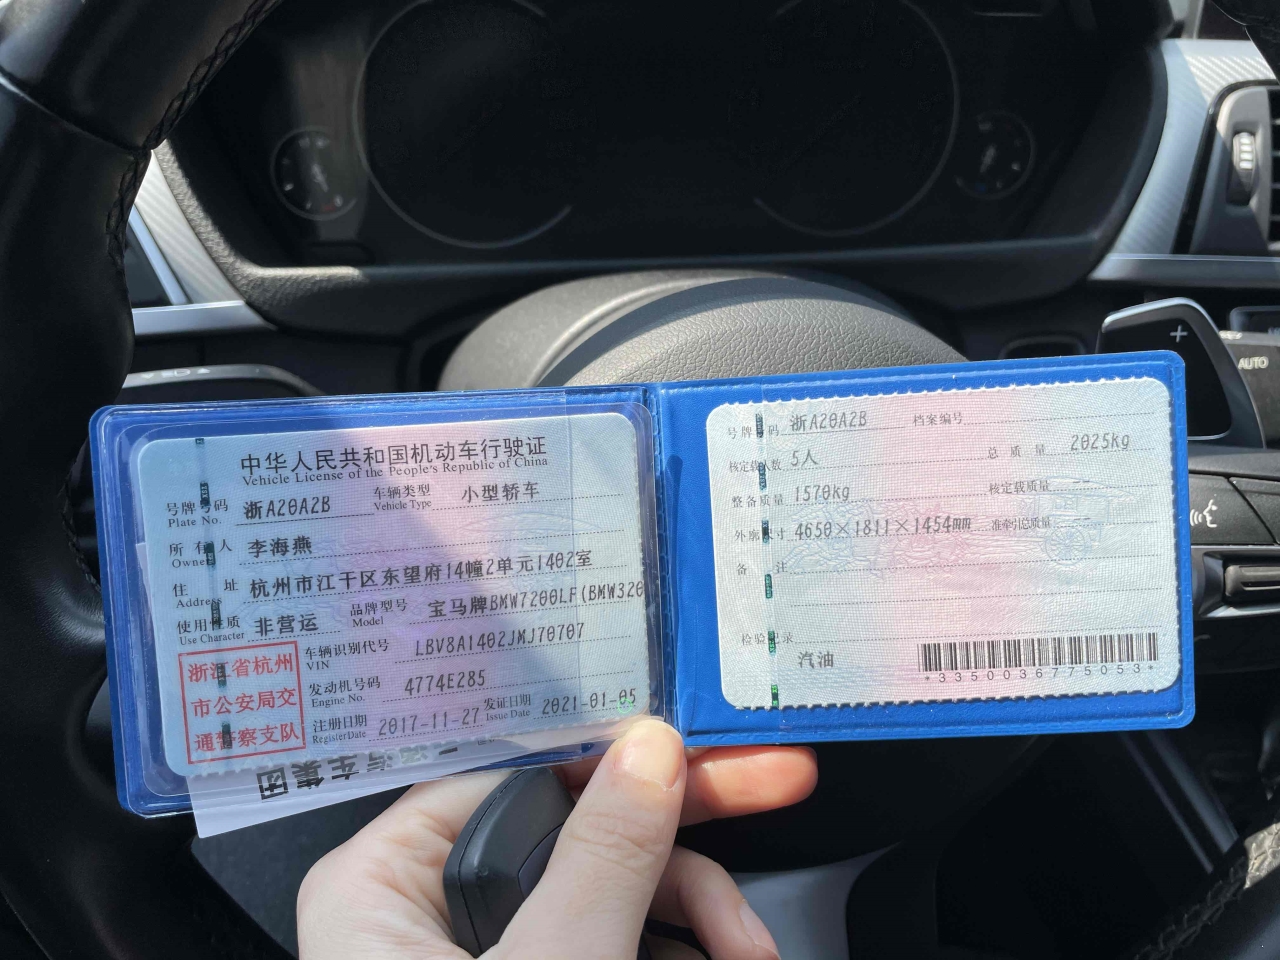 中华人民共和国机动车行驶证
Vehicle License of the People's Republic of China
号牌号码 浙A20A2B 车辆类型 小型轿车
Plate No. Vehicle Type
所有人 李海燕
Owner
住址 杭州市江干区东望府14幢2单元1402室
Address
使用性质 非营运 品牌型号 宝马牌BMW7200LF(BMW320
Use Character Model
浙江省杭州
市公安局交
通警察支队
车辆识别代号 LBV8A1402JMJ70707
VIN
发动机号码 4774E285
Engine No.
注册日期 2017-11-27 发证日期 2021-01-05
Register Date Issue Date
汽车集团
号牌号码 浙A20A2B 档案编号
核定载人数 5人 总质量 2025kg
整备质量 1570kg 核定载质量 --
外廓尺寸 4650×1811×1454mm 准牵引总质量 --
备注
检验记录
汽油
*3350036775053*
+
AUTO